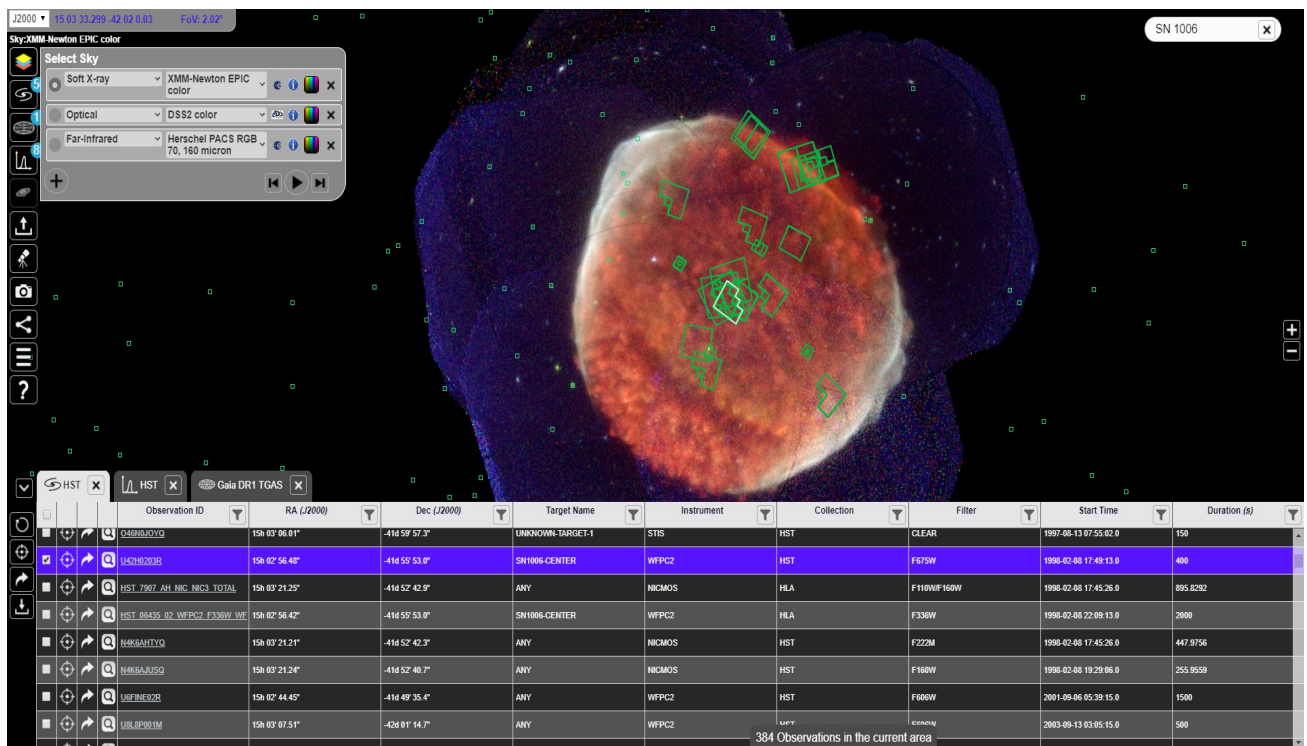 J2000 15 03 33.299 -42 02 0.03 FoV: 2.02°
Sky:XMM-Newton EPIC color
SN 1006 X
Select Sky
Soft X-ray XMM-Newton EPIC color
Optical DSS2 color
Far-Infrared Herschel PACS RGB 70, 160 micron
5
1
8
?
HST HST Gaia DR1 TGAS
Observation ID RA (J2000) Dec (J2000) Target Name Instrument Collection Filter Start Time Duration (s)
O46N0JOYQ 15h 03' 06.01" -41d 59' 57.3" UNKNOWN-TARGET-1 STIS HST CLEAR 1997-08-13 07:55:02.0 150
U42H0203R 15h 02' 56.48" -41d 55' 53.0" SN1006-CENTER WFPC2 HST F675W 1998-02-08 17:49:13.0 400
HST_7907_AH_NIC_NIC3_TOTAL 15h 03' 21.25" -41d 52' 42.9" ANY NICMOS HLA F110W/F160W 1998-02-08 17:45:26.0 895.8292
HST_06435_02_WFPC2_F336W_WF 15h 02' 56.42" -41d 55' 53.0" SN1006-CENTER WFPC2 HLA F336W 1998-02-08 22:09:13.0 2000
N4K6AHTYQ 15h 03' 21.21" -41d 52' 42.3" ANY NICMOS HST F222M 1998-02-08 17:45:26.0 447.9756
N4K6AJUSQ 15h 03' 21.24" -41d 52' 40.7" ANY NICMOS HST F160W 1998-02-08 19:29:06.0 255.9559
U6FINE02R 15h 02' 44.45" -41d 49' 35.4" ANY WFPC2 HST F606W 2001-09-06 05:39:15.0 1500
U8L8P001M 15h 03' 07.51" -42d 01' 14.7" ANY WFPC2 HST F606W 2003-09-13 03:05:15.0 500
384 Observations in the current area